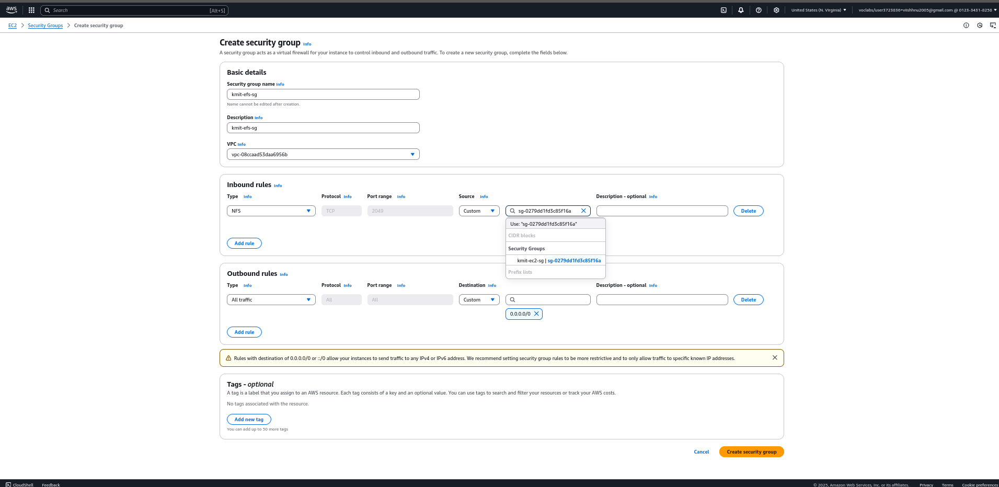 aws Search [Alt+S] United States (N. Virginia) voclabs/user3723836=viishhnu2005@gmail.com @ 0123-3431-8258
EC2 Security Groups Create security group
Create security group Info
A security group acts as a virtual firewall for your instance to control inbound and outbound traffic. To create a new security group, complete the fields below.
Basic details
Security group name Info
kmit-efs-sg
Name cannot be edited after creation.
Description Info
kmit-efs-sg
VPC Info
vpc-08ccaad53daa6956b
Inbound rules Info
Type Info Protocol Info Port range Info Source Info Description - optional Info
NFS TCP 2049 Custom sg-0279dd1fd3c85f16a Delete
Use: "sg-0279dd1fd3c85f16a"
CIDR blocks
Add rule
Security Groups
kmit-ec2-sg | sg-0279dd1fd3c85f16a
Prefix lists
Outbound rules Info
Type Info Protocol Info Port range Info Destination Info Description - optional Info
All traffic All All Custom Delete
0.0.0.0/0
Add rule
Rules with destination of 0.0.0.0/0 or ::/0 allow your instances to send traffic to any IPv4 or IPv6 address. We recommend setting security group rules to be more restrictive and to only allow traffic to specific known IP addresses.
Tags - optional
A tag is a label that you assign to an AWS resource. Each tag consists of a key and an optional value. You can use tags to search and filter your resources or track your AWS costs.
No tags associated with the resource.
Add new tag
You can add up to 50 more tags
Cancel Create security group
CloudShell Feedback © 2025, Amazon Web Services, Inc. or its affiliates. Privacy Terms Cookie preferences